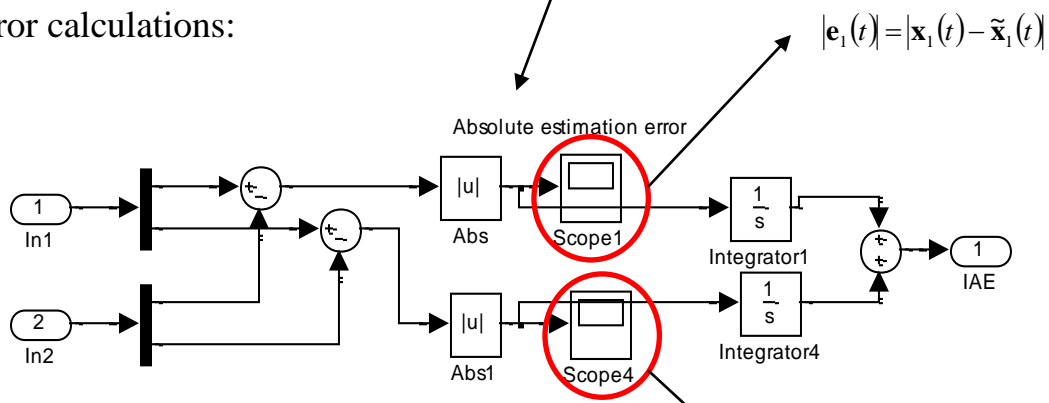 ror calculations:
|e₁(t)| = |x₁(t) − x̃₁(t)|
Absolute estimation error
1
In1
+
−
|u|
Abs
Scope1
1
s
Integrator1
+
−
+
+
1
IAE
2
In2
|u|
Abs1
Scope4
1
s
Integrator4